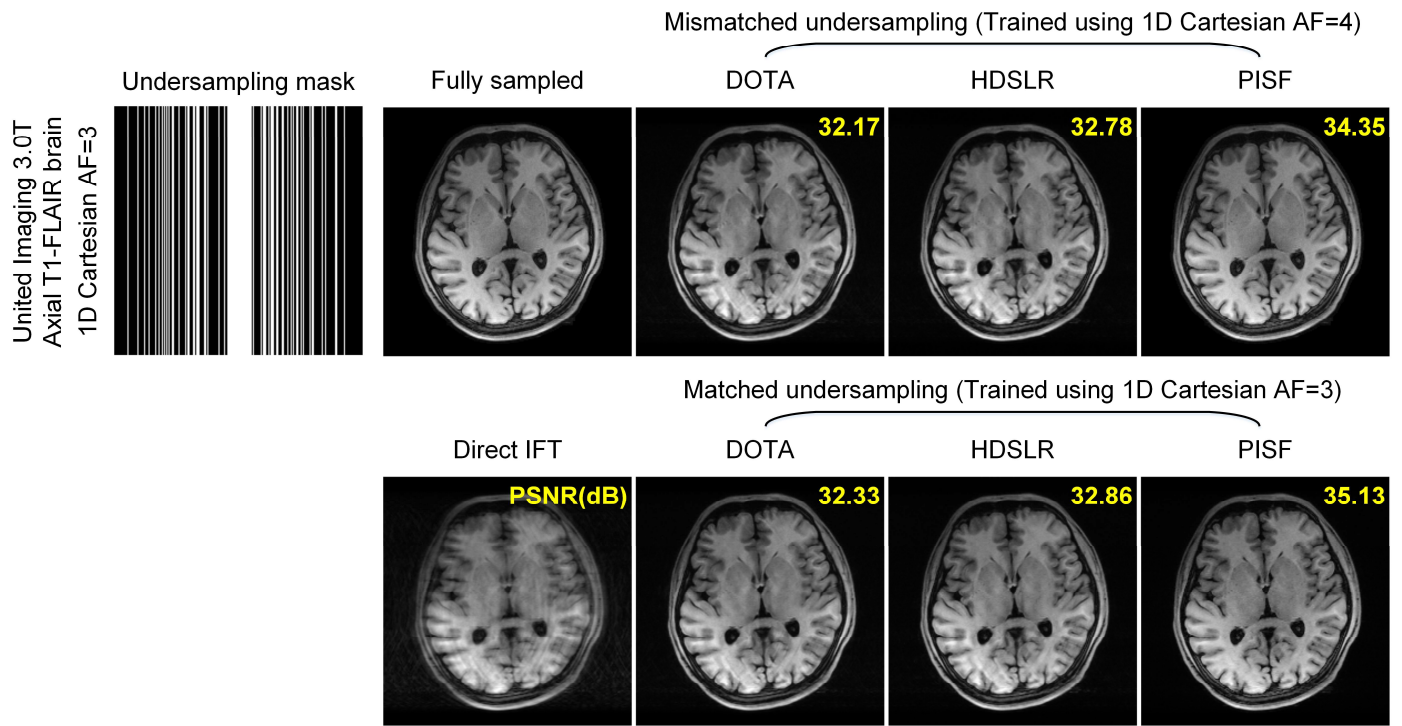 Mismatched undersampling (Trained using 1D Cartesian AF=4)
Undersampling mask
Fully sampled
DOTA
HDSLR
PISF
United Imaging 3.0T
Axial T1-FLAIR brain
1D Cartesian AF=3
32.17
32.78
34.35
Matched undersampling (Trained using 1D Cartesian AF=3)
Direct IFT
DOTA
HDSLR
PISF
PSNR(dB)
32.33
32.86
35.13